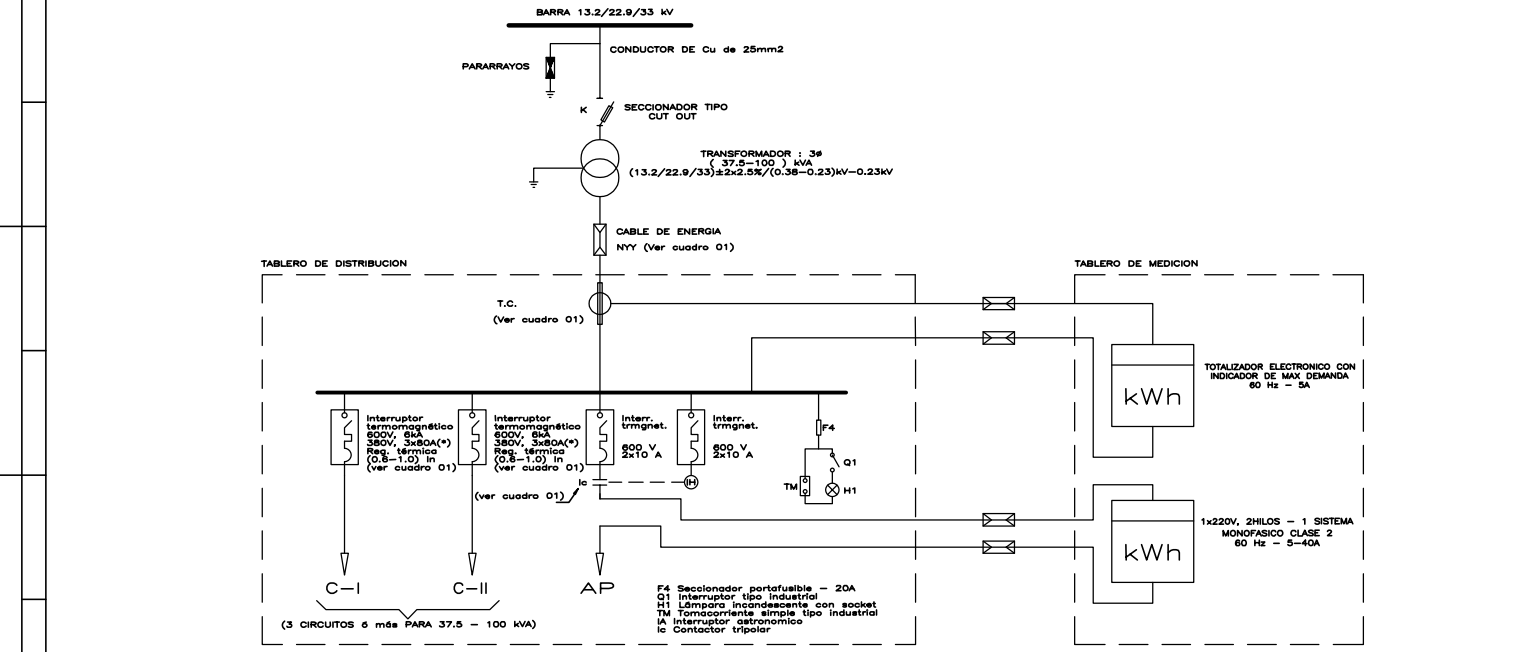 BARRA 13.2/22.9/33 kV
CONDUCTOR DE Cu de 25mm2
PARARRAYOS
K
SECCIONADOR TIPO
CUT OUT
TRANSFORMADOR : 3ø
( 37.5-100 ) kVA
(13.2/22.9/33)±2x2.5%/(0.38-0.23)kV-0.23kV
CABLE DE ENERGIA
NYY (Ver cuadro 01)
TABLERO DE DISTRIBUCION
TABLERO DE MEDICION
T.C.
(Ver cuadro 01)
TOTALIZADOR ELECTRONICO CON
INDICADOR DE MAX DEMANDA
60 Hz - 5A
kWh
Interruptor
termomagnético
600V, 6kA
380V, 3x80A(*)
Reg. térmica
(0.8-1.0) In
(ver cuadro 01)
Interruptor
termomagnético
600V, 6kA
380V, 3x80A(*)
Reg. térmica
(0.8-1.0) In
(ver cuadro 01)
Interr.
trmgnet.
600 V
2x10 A
Interr.
trmgnet.
600 V
2x10 A
F4
Q1
TM
H1
Ic
IH
(ver cuadro 01)
1x220V, 2HILOS - 1 SISTEMA
MONOFASICO CLASE 2
60 Hz - 5-40A
kWh
C-I
C-II
AP
(3 CIRCUITOS 6 más PARA 37.5 - 100 kVA)
F4 Seccionador portafusible - 20A
Q1 Interruptor tipo industrial
H1 Lámpara incandescente con socket
TM Tomacorriente simple tipo industrial
IA Interruptor astronomico
Ic Contactor tripolar